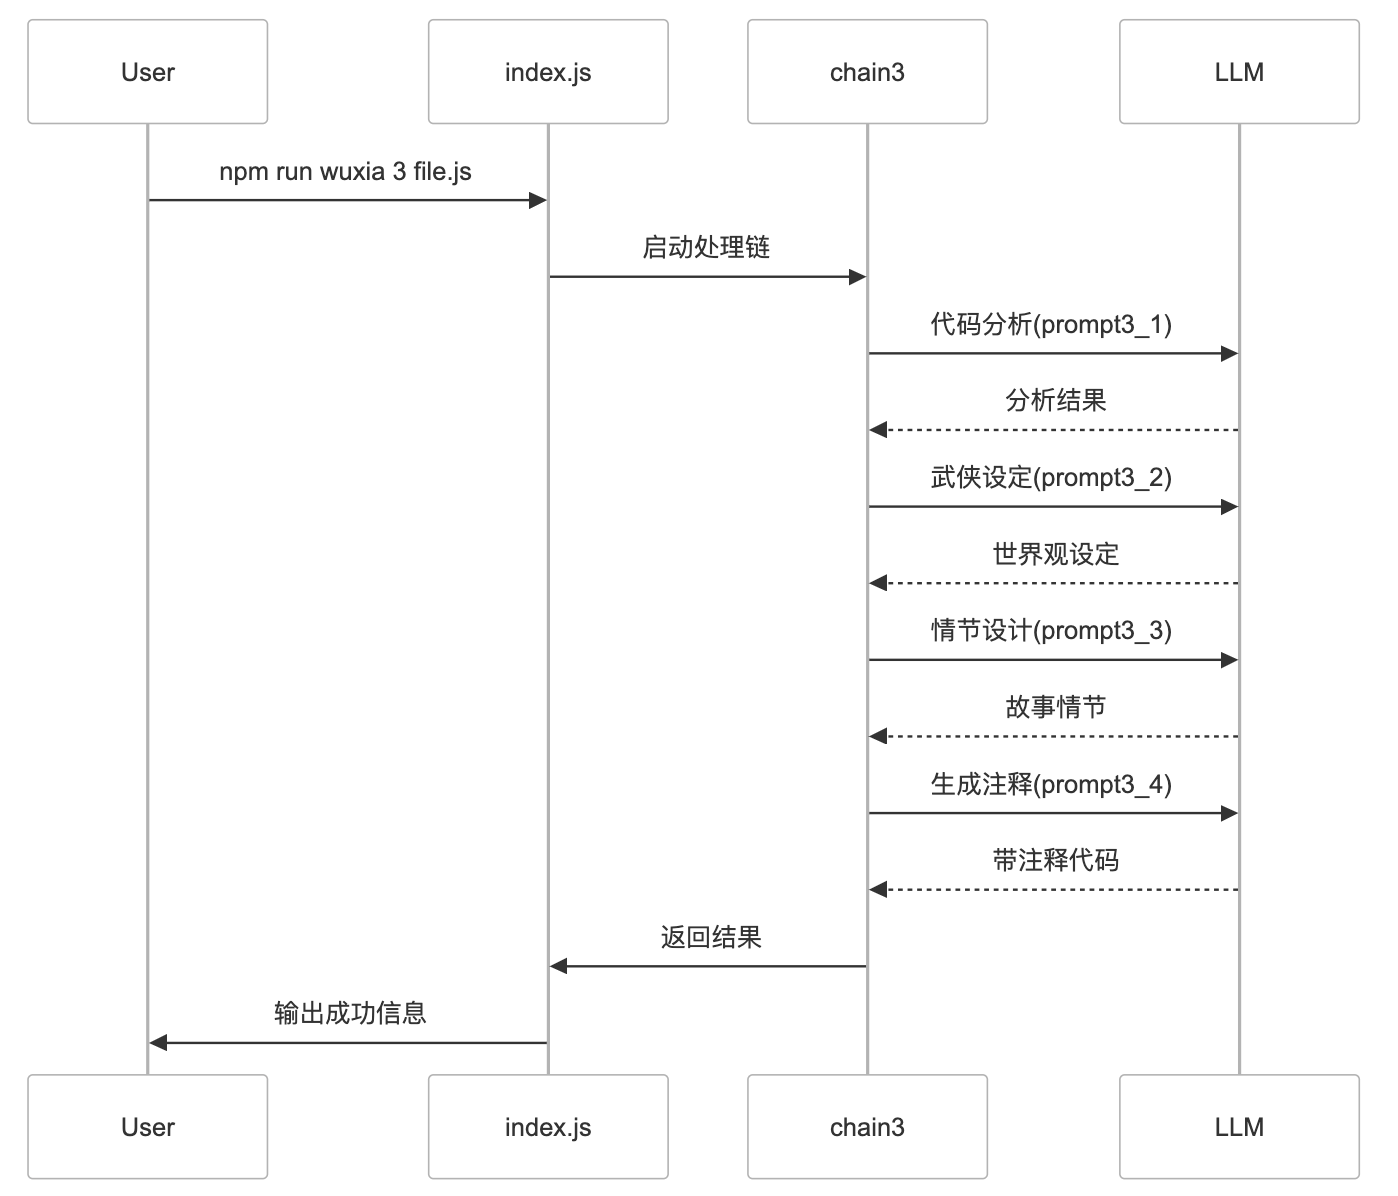 User
index.js
chain3
LLM
npm run wuxia 3 file.js
启动处理链
代码分析(prompt3_1)
分析结果
武侠设定(prompt3_2)
世界观设定
情节设计(prompt3_3)
故事情节
生成注释(prompt3_4)
带注释代码
返回结果
输出成功信息
User
index.js
chain3
LLM